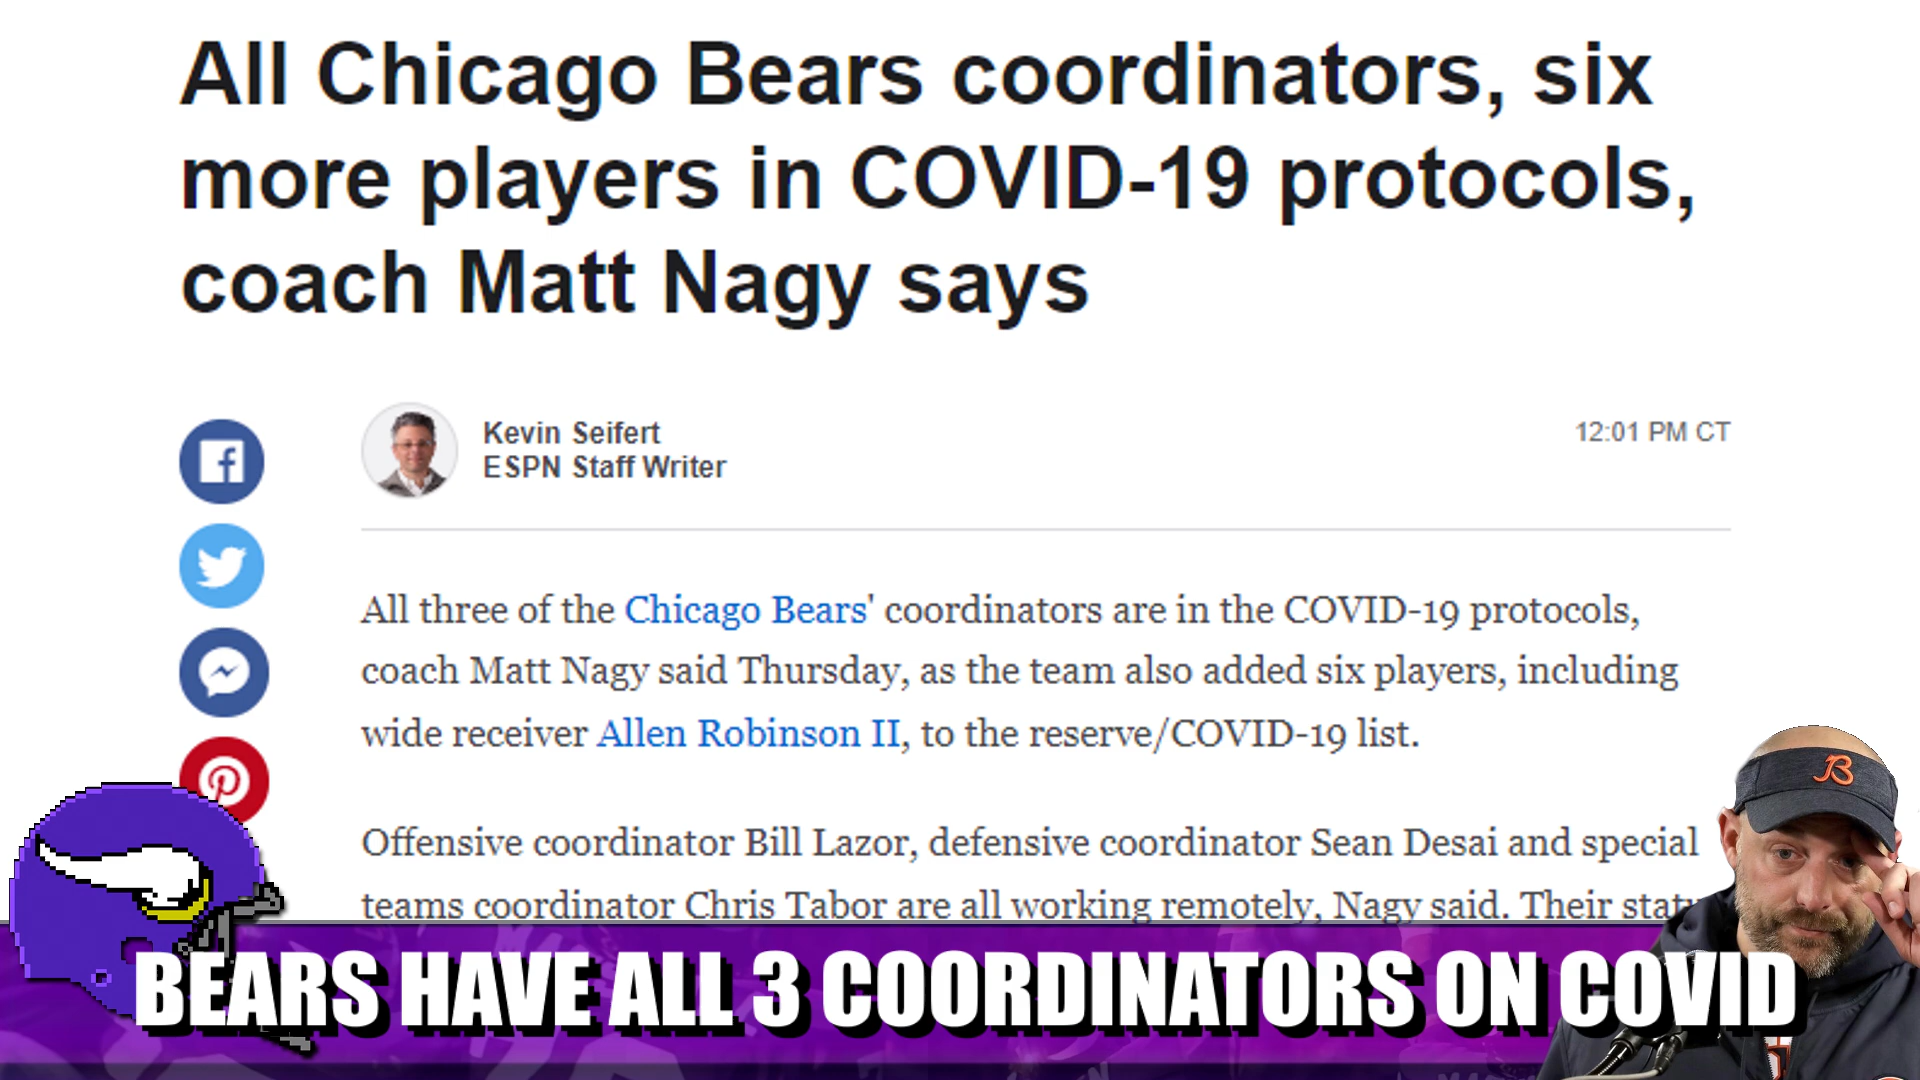 All Chicago Bears coordinators, six
more players in COVID-19 protocols,
coach Matt Nagy says
Kevin Seifert
ESPN Staff Writer
12:01 PM CT
All three of the Chicago Bears' coordinators are in the COVID-19 protocols,
coach Matt Nagy said Thursday, as the team also added six players, including
wide receiver Allen Robinson II, to the reserve/COVID-19 list.
Offensive coordinator Bill Lazor, defensive coordinator Sean Desai and special
teams coordinator Chris Tabor are all working remotely, Nagy said. Their
BEARS HAVE ALL 3 COORDINATORS ON COVID